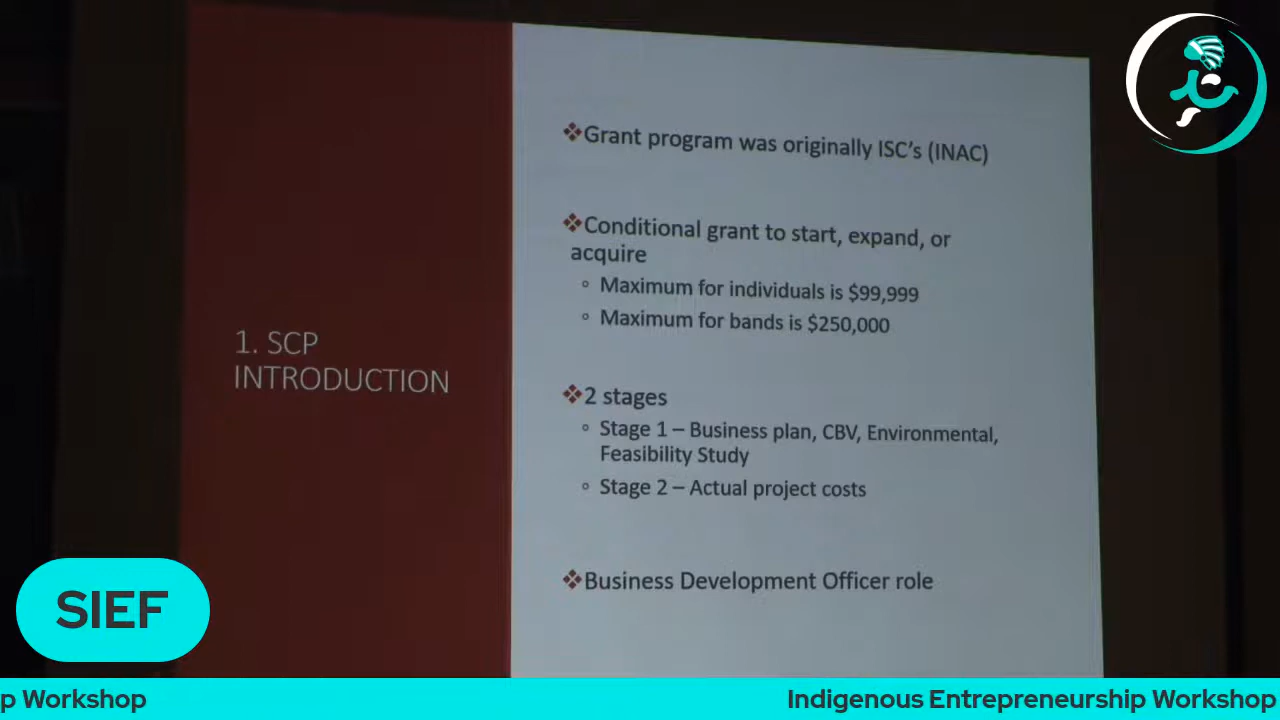 1. SCP
INTRODUCTION
❖Grant program was originally ISC's (INAC)
❖Conditional grant to start, expand, or
acquire
◦ Maximum for individuals is $99,999
◦ Maximum for bands is $250,000
❖2 stages
◦ Stage 1 – Business plan, CBV, Environmental,
Feasibility Study
◦ Stage 2 – Actual project costs
❖Business Development Officer role
SIEF
p Workshop
Indigenous Entrepreneurship Workshop